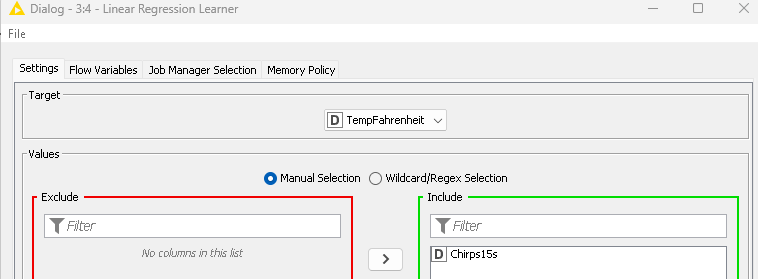 Dialog - 3:4 - Linear Regression Learner
File
Settings Flow Variables Job Manager Selection Memory Policy
Target
D TempFahrenheit
Values
Manual Selection Wildcard/Regex Selection
Exclude Include
Filter Filter
No columns in this list
D Chirps15s